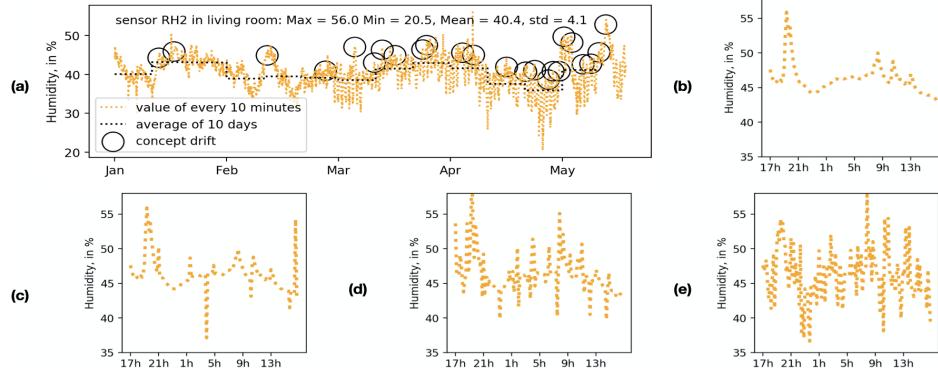 sensor RH2 in living room: Max = 56.0 Min = 20.5, Mean = 40.4, std = 4.1
Humidity, in %
50
40
30
20
value of every 10 minutes
average of 10 days
concept drift
Jan Feb Mar Apr May
(a)
(b)
Humidity, in %
55
50
45
40
35
17h 21h 1h 5h 9h 13h
(c)
Humidity, in %
55
50
45
40
35
17h 21h 1h 5h 9h 13h
(d)
Humidity, in %
55
50
45
40
35
17h 21h 1h 5h 9h 13h
(e)
Humidity, in %
55
50
45
40
35
17h 21h 1h 5h 9h 13h